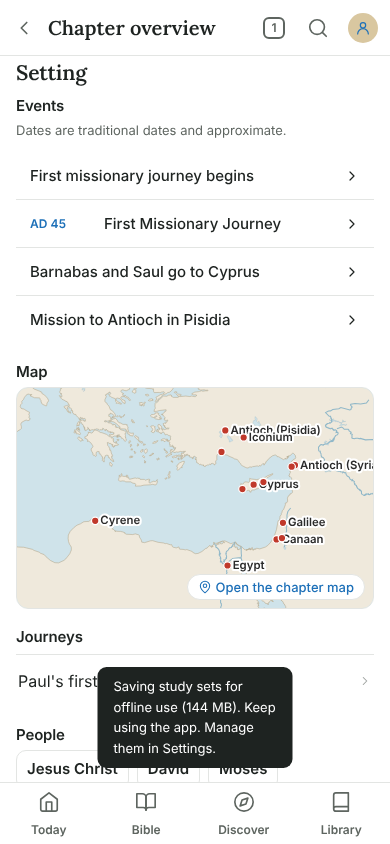 Chapter overview
1
Setting
Events
Dates are traditional dates and approximate.
First missionary journey begins
AD 45 First Missionary Journey
Barnabas and Saul go to Cyprus
Mission to Antioch in Pisidia
Map
Antioch (Pisidia)
Iconium
Antioch (Syri
Cyprus
Cyrene
Galilee
Canaan
Egypt
Open the chapter map
Journeys
Paul's first
Saving study sets for
offline use (144 MB). Keep
using the app. Manage
them in Settings.
People
Jesus Christ
David
Moses
Today
Bible
Discover
Library